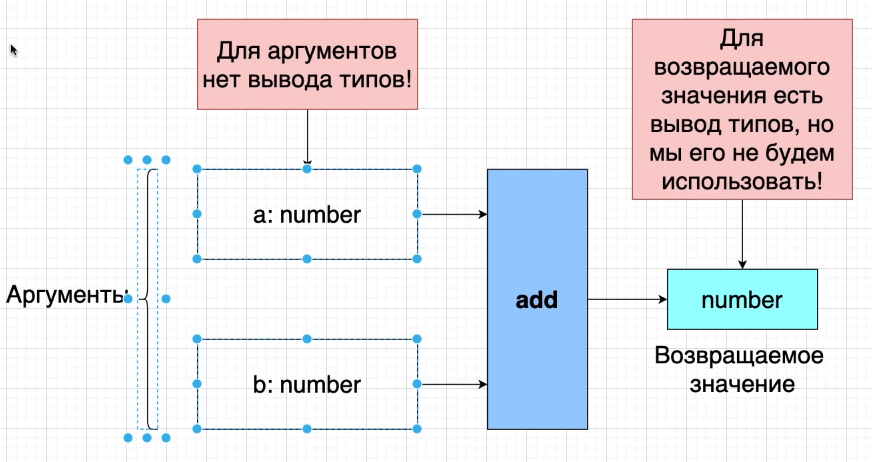 Для аргументов
нет вывода типов!
Для
возвращаемого
значения есть
вывод типов, но
мы его не будем
использовать!
a: number
add
Аргументы
number
b: number
Возвращаемое
значение